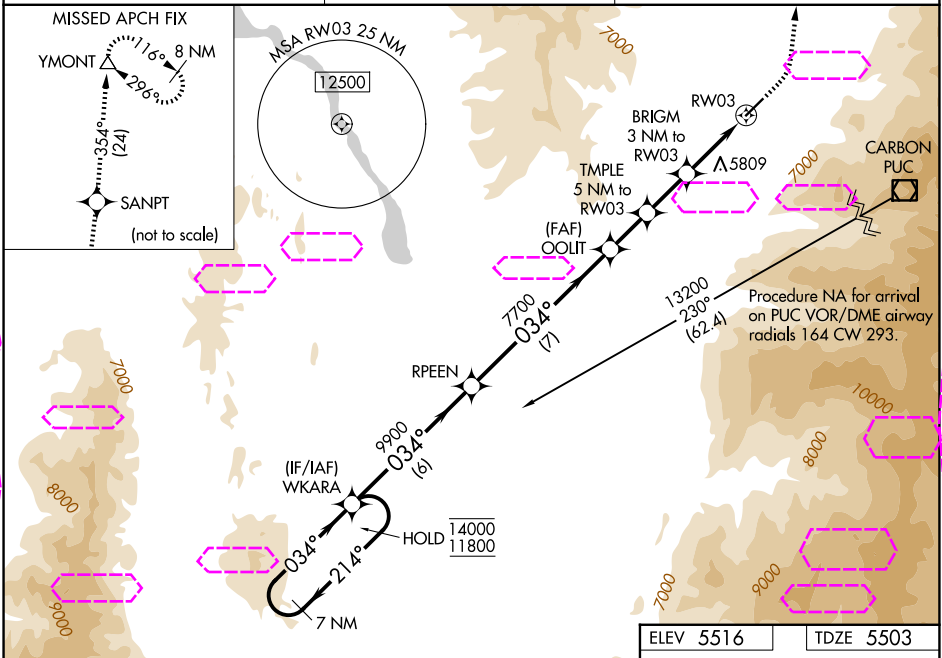 MISSED APCH FIX
YMONT
116°
8 NM
296°
354°
(24)
SANPT
(not to scale)
MSA RW03 25 NM
12500
7000
RW03
BRIGM
3 NM to
RW03
5809
TMPLE
5 NM to
RW03
(FAF)
OOLIT
7000
CARBON
PUC
13200
230°
(62.4)
Procedure NA for arrival
on PUC VOR/DME airway
radials 164 CW 293.
7700
034°
(7)
RPEEN
7000
10000
9900
034°
(6)
8000
(IF/IAF)
WKARA
8000
HOLD 14000
11800
034°
214°
7 NM
9000
7000
9000
ELEV 5516
TDZE 5503